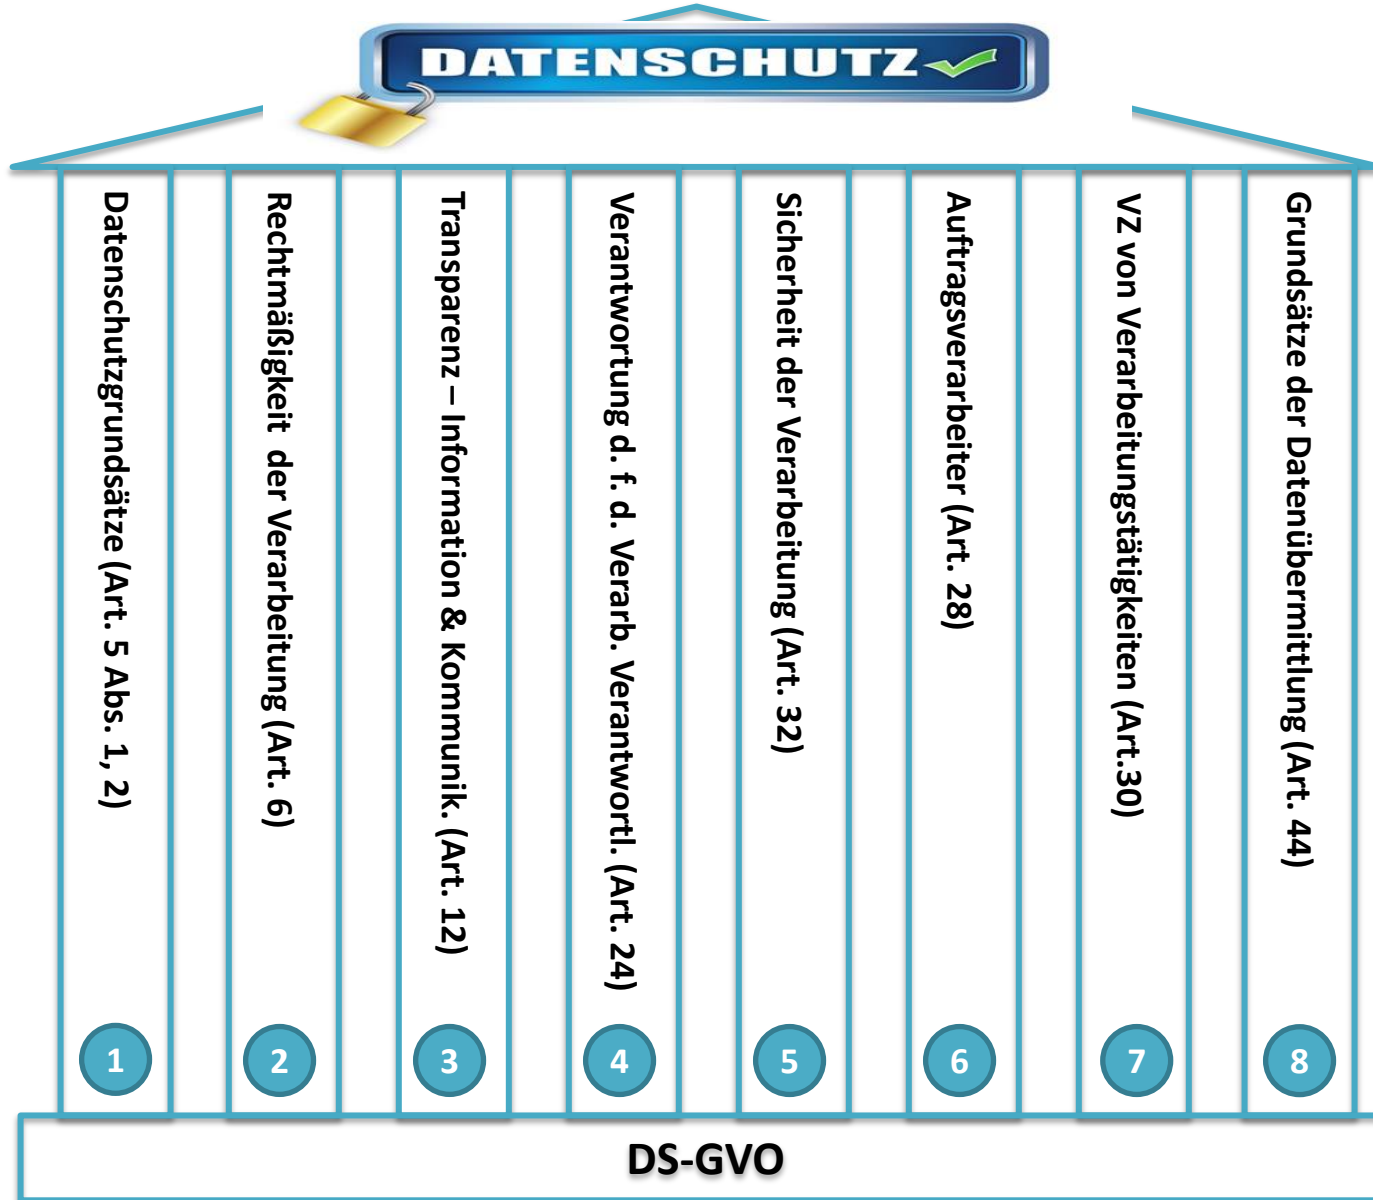 DATENSCHUTZ
Datenschutzgrundsätze (Art. 5 Abs. 1, 2)
1
Rechtmäßigkeit der Verarbeitung (Art. 6)
2
Transparenz – Information & Kommunik. (Art. 12)
3
Verantwortung d. f. d. Verarb. Verantwortl. (Art. 24)
4
Sicherheit der Verarbeitung (Art. 32)
5
Auftragsverarbeiter (Art. 28)
6
VZ von Verarbeitungstätigkeiten (Art.30)
7
Grundsätze der Datenübermittlung (Art. 44)
8
DS-GVO